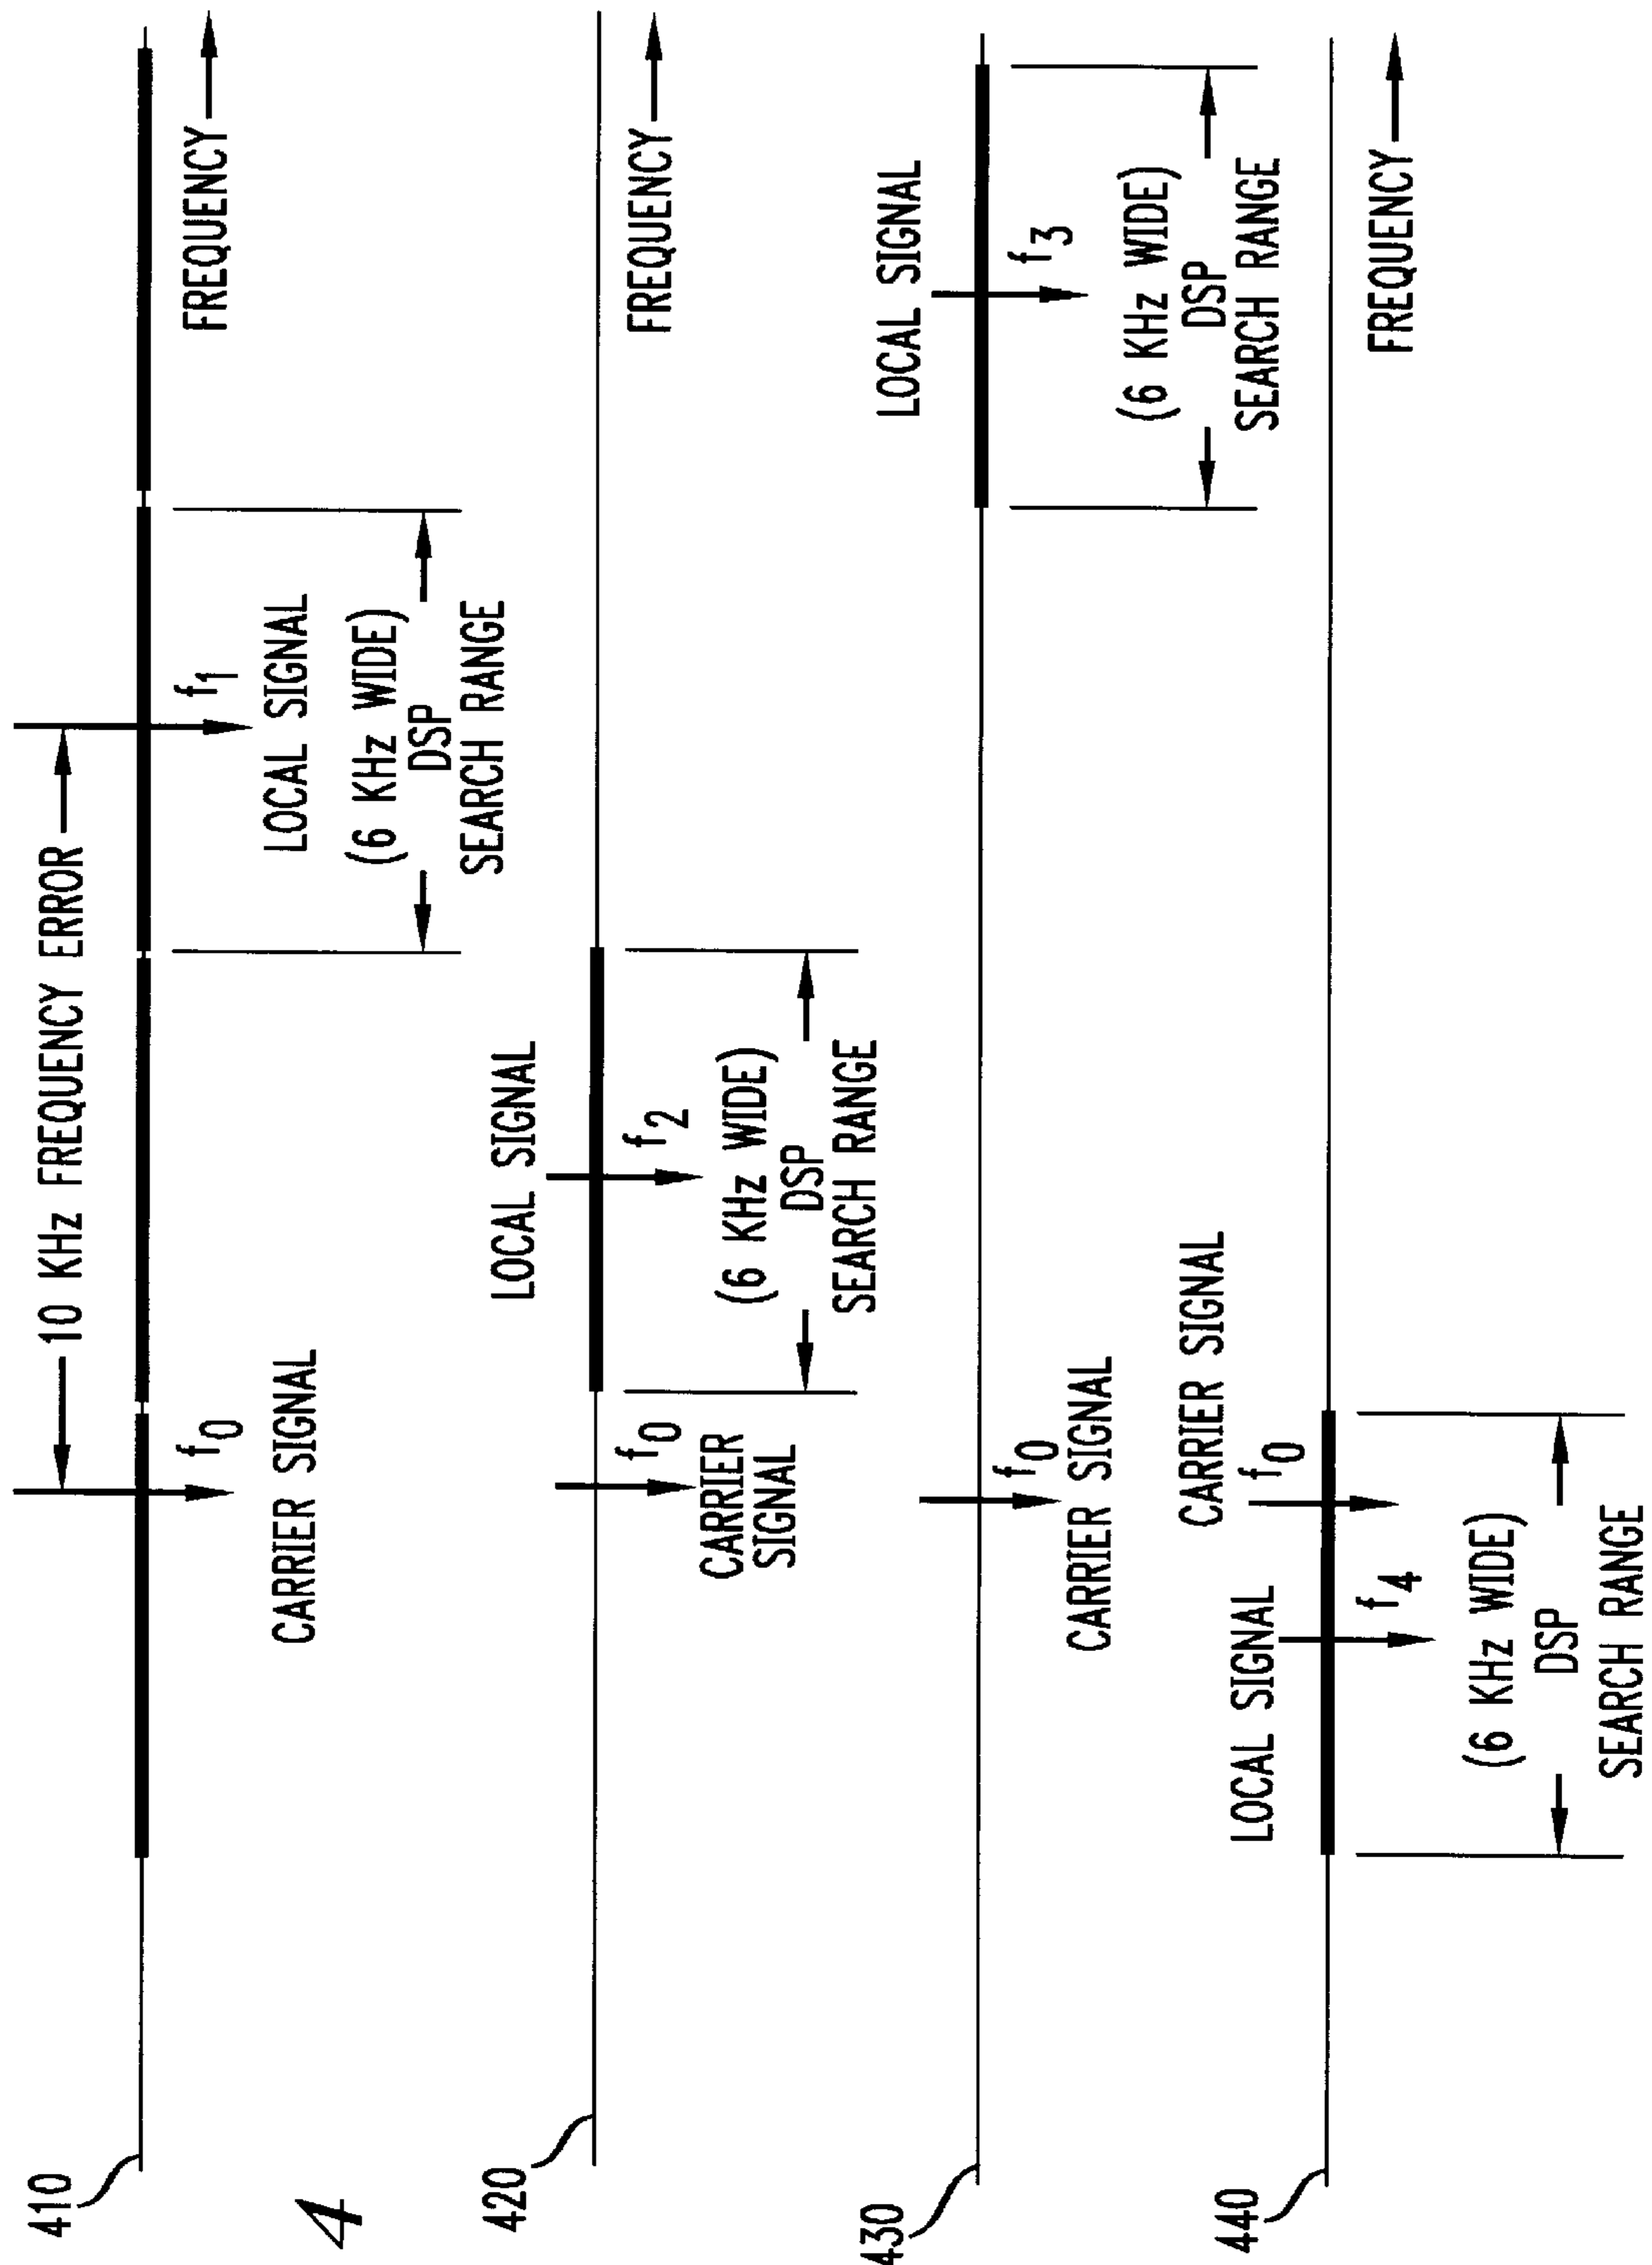 410
10 KHz FREQUENCY ERROR
f0
f1
CARRIER SIGNAL
LOCAL SIGNAL
(6 KHz WIDE)
DSP
SEARCH RANGE
FREQUENCY
4
420
LOCAL SIGNAL
f0
f2
CARRIER
SIGNAL
(6 KHz WIDE)
DSP
SEARCH RANGE
FREQUENCY
430
LOCAL SIGNAL
f0
f3
CARRIER SIGNAL
(6 KHz WIDE)
DSP
SEARCH RANGE
440
CARRIER SIGNAL
LOCAL SIGNAL
f0
f4
(6 KHz WIDE)
DSP
SEARCH RANGE
FREQUENCY